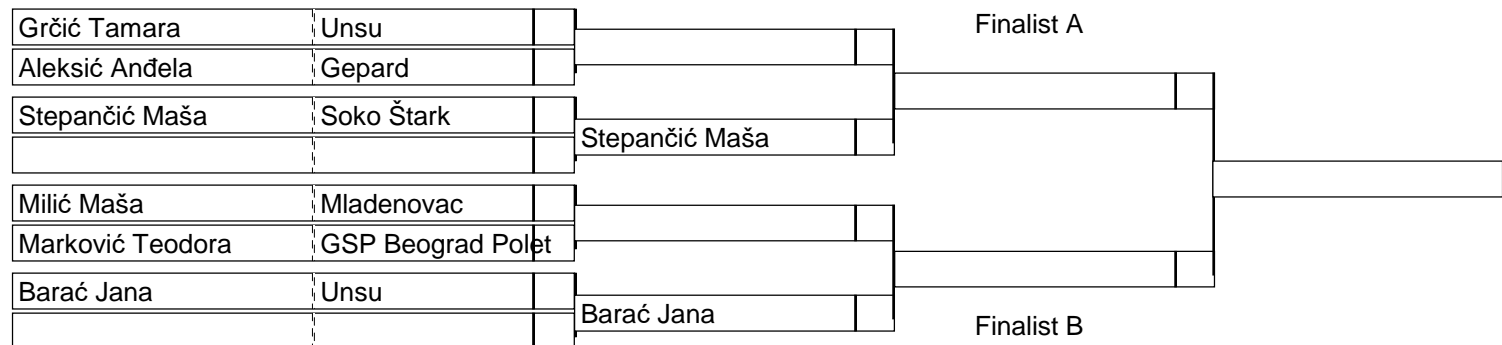 Grčić Tamara Unsu
Finalist A
Aleksić Anđela Gepard
Stepančić Maša Soko Štark
Stepančić Maša
Milić Maša Mladenovac
Marković Teodora GSP Beograd Polet
Barać Jana Unsu
Barać Jana
Finalist B